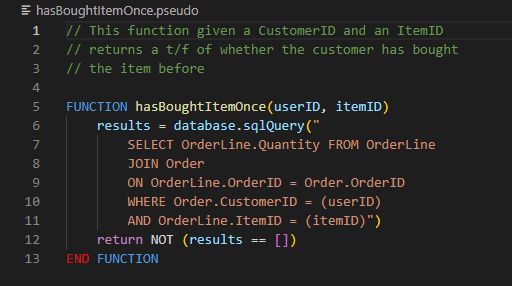 hasBoughtItemOnce.pseudo
1 // This function given a CustomerID and an ItemID
2 // returns a t/f of whether the customer has bought
3 // the item before
4
5 FUNCTION hasBoughtItemOnce(userID, itemID)
6     results = database.sqlQuery("
7         SELECT OrderLine.Quantity FROM OrderLine
8         JOIN Order
9         ON OrderLine.OrderID = Order.OrderID
10         WHERE Order.CustomerID = (userID)
11         AND OrderLine.ItemID = (itemID)")
12     return NOT (results == [])
13 END FUNCTION